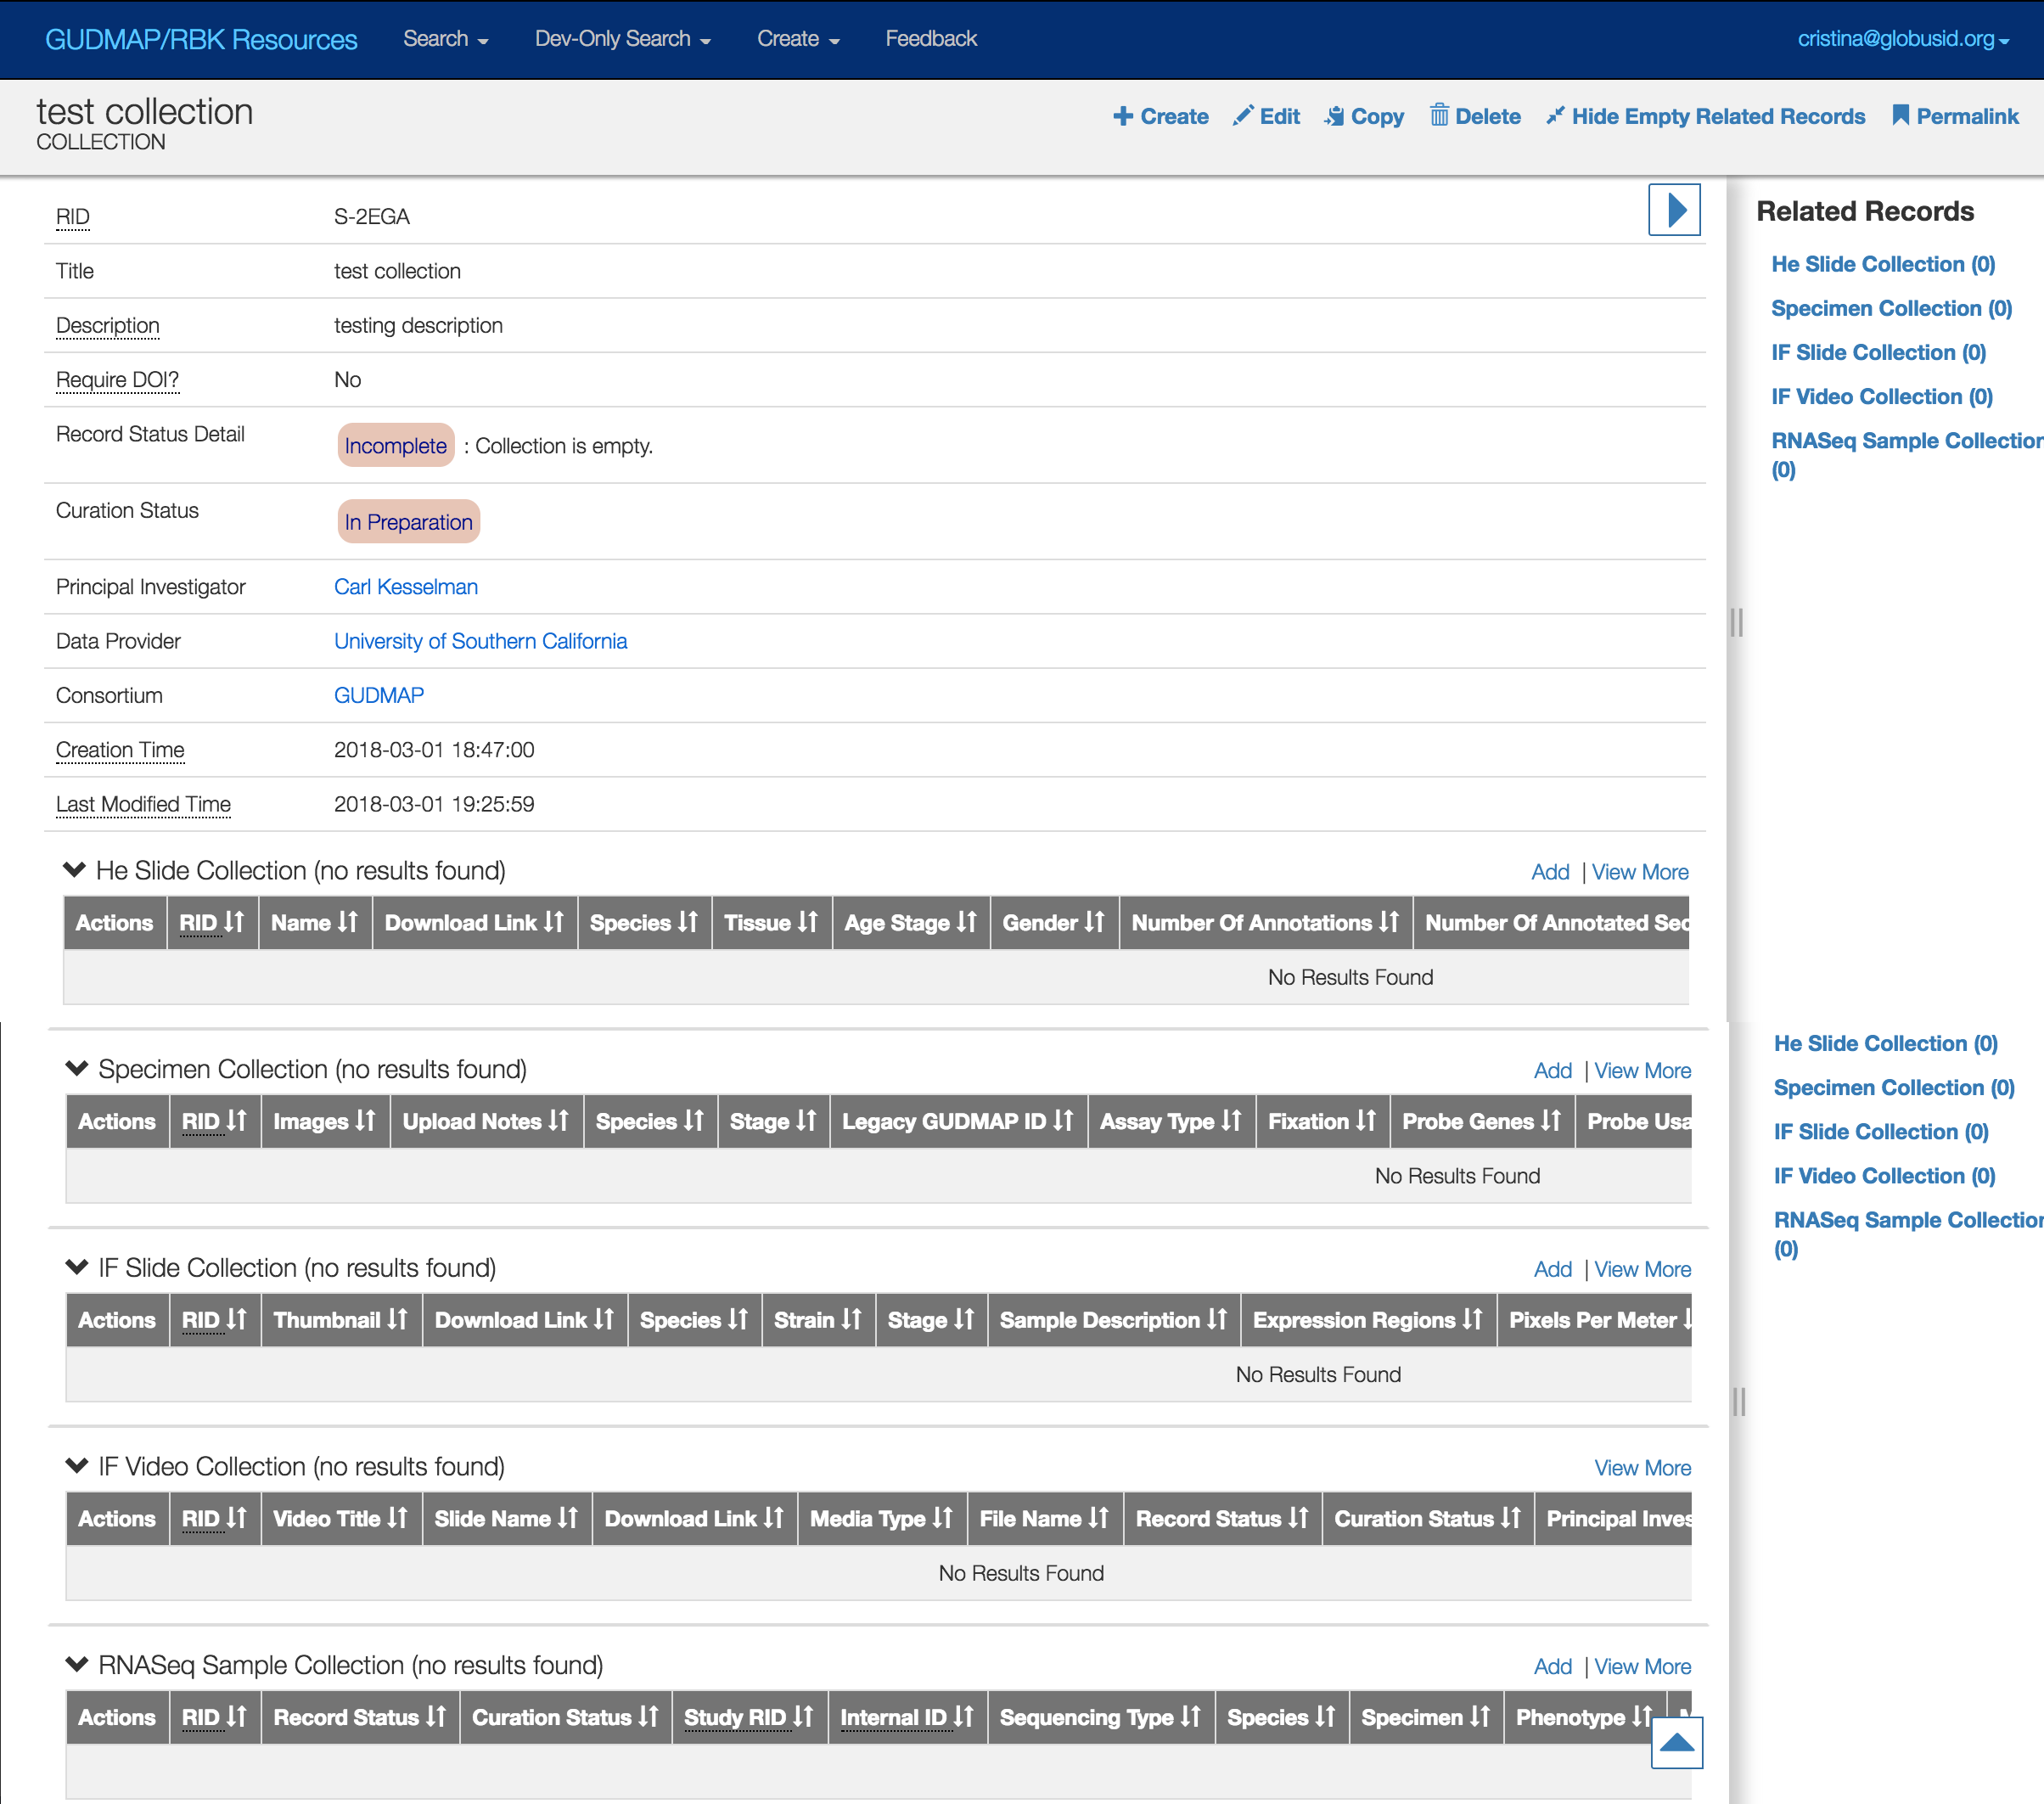 GUDMAP/RBK Resources Search Dev-Only Search Create Feedback cristina@globusid.org
test collection
COLLECTION
Create Edit Copy Delete Hide Empty Related Records Permalink
RID S-2EGA
Title test collection
Description testing description
Require DOI? No
Record Status Detail Incomplete : Collection is empty.
Curation Status In Preparation
Principal Investigator Carl Kesselman
Data Provider University of Southern California
Consortium GUDMAP
Creation Time 2018-03-01 18:47:00
Last Modified Time 2018-03-01 19:25:59
Related Records
He Slide Collection (0)
Specimen Collection (0)
IF Slide Collection (0)
IF Video Collection (0)
RNASeq Sample Collection
(0)
He Slide Collection (no results found) Add | View More
Actions RID Name Download Link Species Tissue Age Stage Gender Number Of Annotations Number Of Annotated Sec
No Results Found
Specimen Collection (no results found) Add | View More
Actions RID Images Upload Notes Species Stage Legacy GUDMAP ID Assay Type Fixation Probe Genes Probe Usa
No Results Found
IF Slide Collection (no results found) Add | View More
Actions RID Thumbnail Download Link Species Strain Stage Sample Description Expression Regions Pixels Per Meter
No Results Found
IF Video Collection (no results found) View More
Actions RID Video Title Slide Name Download Link Media Type File Name Record Status Curation Status Principal Inves
No Results Found
RNASeq Sample Collection (no results found) Add | View More
Actions RID Record Status Curation Status Study RID Internal ID Sequencing Type Species Specimen Phenotype
He Slide Collection (0)
Specimen Collection (0)
IF Slide Collection (0)
IF Video Collection (0)
RNASeq Sample Collection
(0)